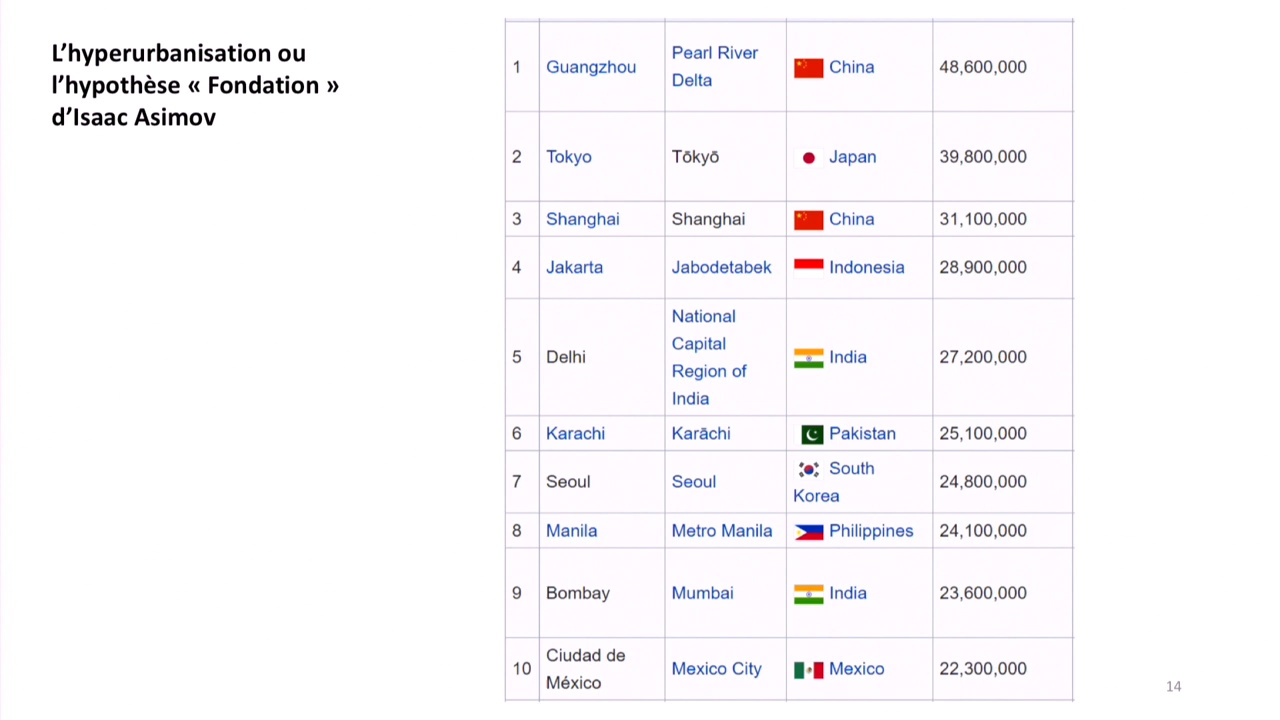 L’hyperurbanisation ou
l’hypothèse « Fondation »
d’Isaac Asimov
1 Guangzhou Pearl River Delta China 48,600,000
2 Tokyo Tōkyō Japan 39,800,000
3 Shanghai Shanghai China 31,100,000
4 Jakarta Jabodetabek Indonesia 28,900,000
5 Delhi National Capital Region of India India 27,200,000
6 Karachi Karāchi Pakistan 25,100,000
7 Seoul Seoul South Korea 24,800,000
8 Manila Metro Manila Philippines 24,100,000
9 Bombay Mumbai India 23,600,000
10 Ciudad de México Mexico City Mexico 22,300,000
14